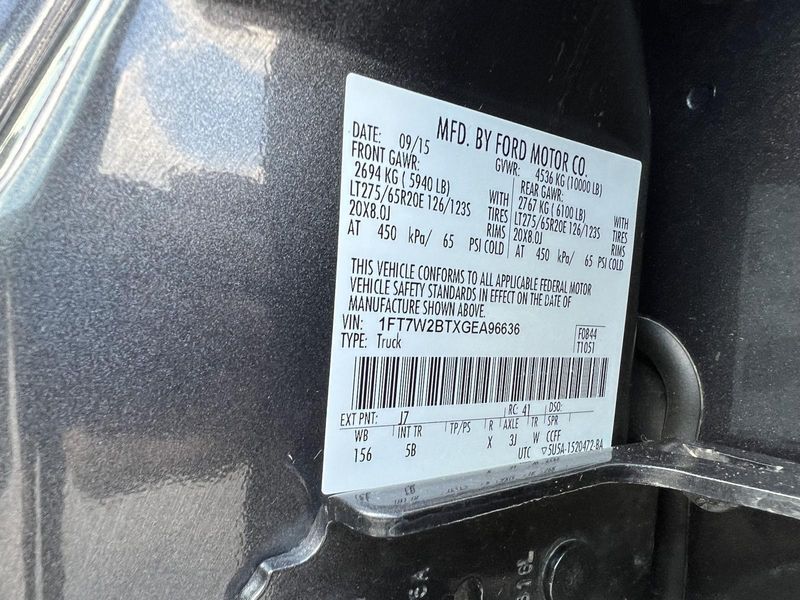 MFD. BY FORD MOTOR CO.
DATE: 09/15 GVWR: 4536 KG (10000 LB)
FRONT GAWR: REAR GAWR:
2694 KG ( 5940 LB) WITH 2767 KG ( 6100 LB) WITH
LT275/65R20E 126/123S TIRES LT275/65R20E 126/123S TIRES
20X8.0J RIMS 20X8.0J RIMS
AT 450 kPa/ 65 PSI COLD AT 450 kPa/ 65 PSI COLD
THIS VEHICLE CONFORMS TO ALL APPLICABLE FEDERAL MOTOR
VEHICLE SAFETY STANDARDS IN EFFECT ON THE DATE OF
MANUFACTURE SHOWN ABOVE.
VIN: 1FT7W2BTXGEA96636 F0844
TYPE: Truck T1051
EXT PNT: J7 RC: 41 DSO:
WB INT TR TP/PS R AXLE TR SPR
156 5B X 3J W CCFF
UTC ▽5U5A-1520472-BA